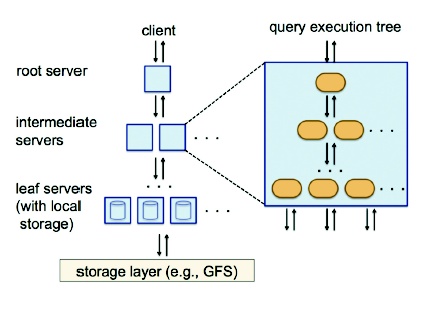 client
query execution tree
root server
intermediate
servers
. . .
. . .
. . .
. . .
leaf servers
(with local
storage)
. . .
. . .
storage layer (e.g., GFS)